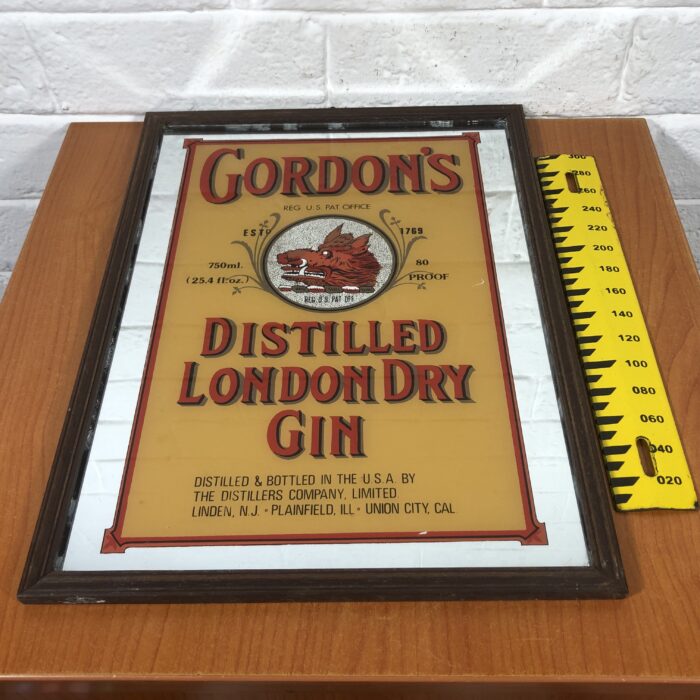 GORDON'S
REG. U.S. PAT. OFFICE
ESTD 1769
750ml. 80
(25.4 fl.oz.) PROOF
REG. U.S. PAT. OFF.
DISTILLED
LONDON DRY
GIN
DISTILLED & BOTTLED IN THE U.S.A. BY
THE DISTILLERS COMPANY, LIMITED
LINDEN, N.J. • PLAINFIELD, ILL • UNION CITY, CAL
300
280
260
240
220
200
180
160
140
120
100
080
060
040
020